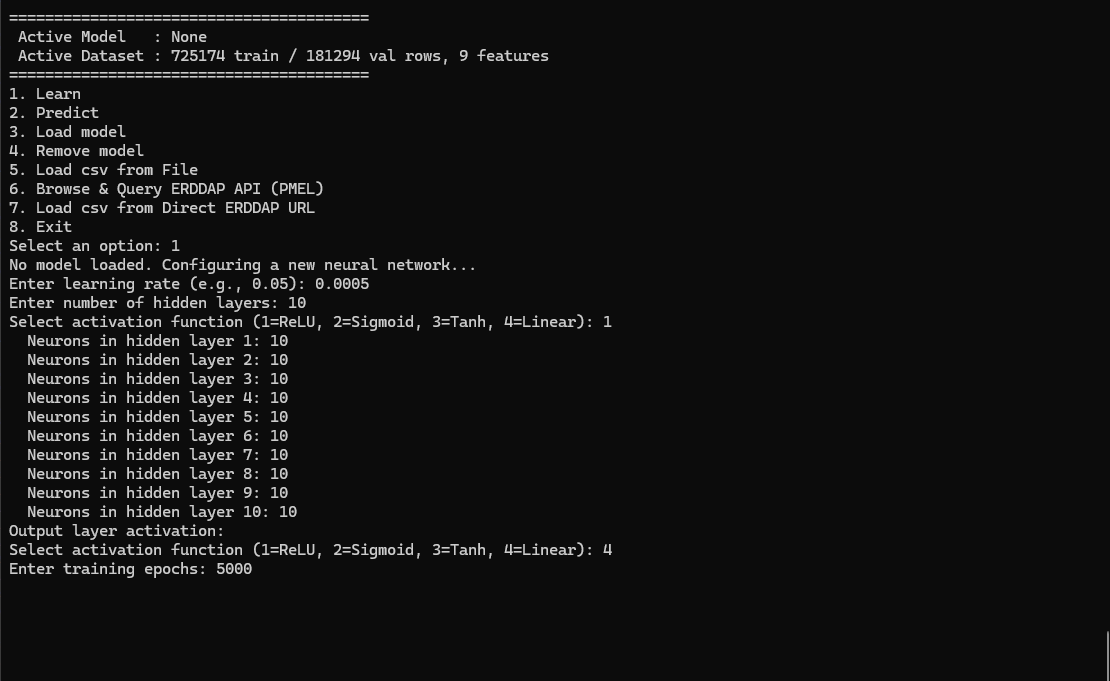 ========================================
Active Model   : None
Active Dataset : 725174 train / 181294 val rows, 9 features
========================================
1. Learn
2. Predict
3. Load model
4. Remove model
5. Load csv from File
6. Browse & Query ERDDAP API (PMEL)
7. Load csv from Direct ERDDAP URL
8. Exit
Select an option: 1
No model loaded. Configuring a new neural network...
Enter learning rate (e.g., 0.05): 0.0005
Enter number of hidden layers: 10
Select activation function (1=ReLU, 2=Sigmoid, 3=Tanh, 4=Linear): 1
  Neurons in hidden layer 1: 10
  Neurons in hidden layer 2: 10
  Neurons in hidden layer 3: 10
  Neurons in hidden layer 4: 10
  Neurons in hidden layer 5: 10
  Neurons in hidden layer 6: 10
  Neurons in hidden layer 7: 10
  Neurons in hidden layer 8: 10
  Neurons in hidden layer 9: 10
  Neurons in hidden layer 10: 10
Output layer activation:
Select activation function (1=ReLU, 2=Sigmoid, 3=Tanh, 4=Linear): 4
Enter training epochs: 5000